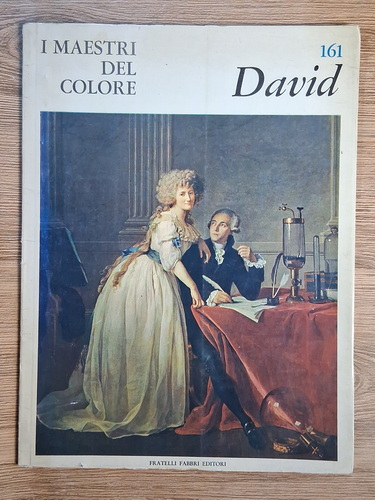 I MAESTRI
DEL
COLORE
161
David
FRATELLI FABBRI EDITORI